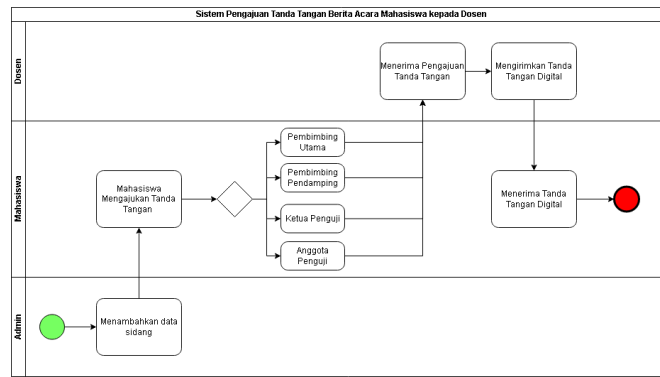 Sistem Pengajuan Tanda Tangan Berita Acara Mahasiswa kepada Dosen
Dosen
Menerima Pengajuan
Tanda Tangan
Mengirimkan Tanda
Tangan Digital
Mahasiswa
Mahasiswa
Mengajukan Tanda
Tangan
Pembimbing
Utama
Pembimbing
Pendamping
Ketua Penguji
Anggota
Penguji
Menerima Tanda
Tangan Digital
Admin
Menambahkan data
sidang